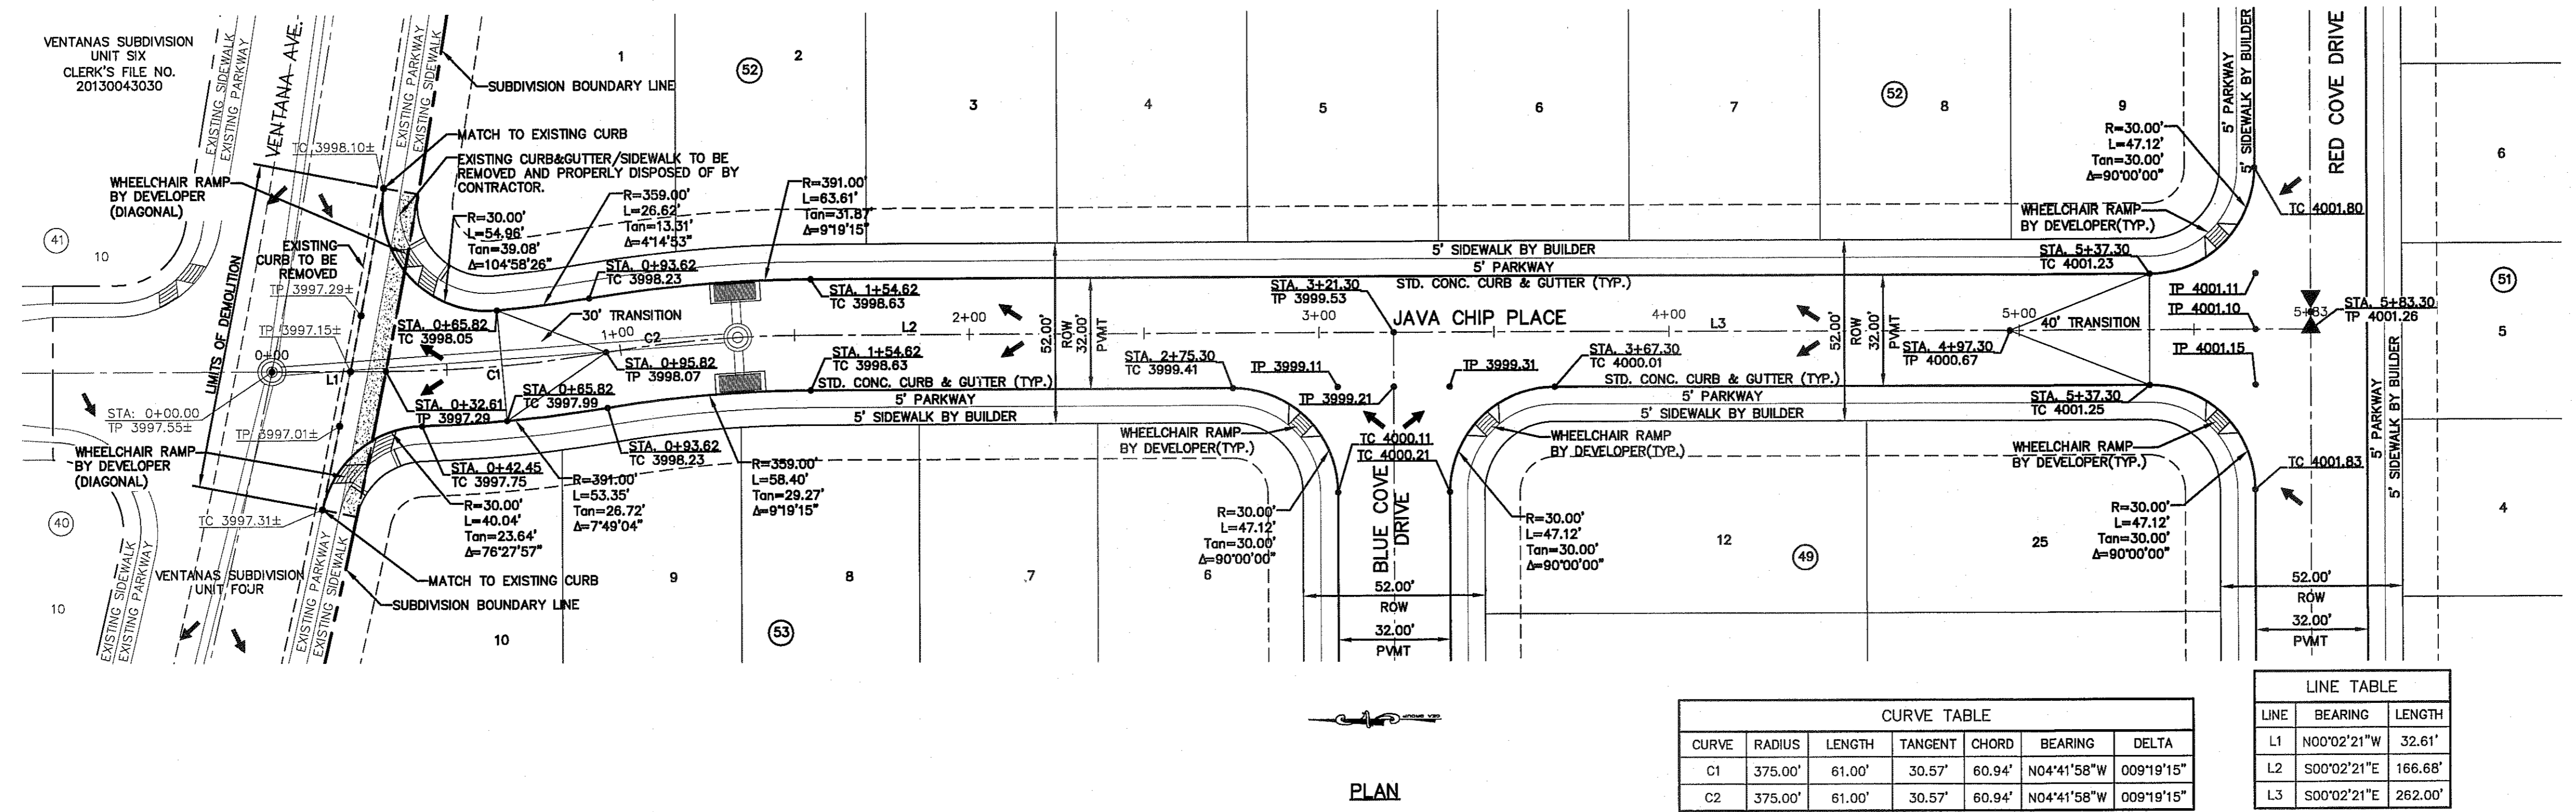 VENTANAS SUBDIVISION
UNIT SIX
CLERK'S FILE NO.
20130043030
EXISTING SIDEWALK
EXISTING PARKWAY
VENTANA AVE.
EXISTING PARKWAY
EXISTING SIDEWALK
SUBDIVISION BOUNDARY LINE
MATCH TO EXISTING CURB
TC 3998.10±
EXISTING CURB&GUTTER/SIDEWALK TO BE
REMOVED AND PROPERLY DISPOSED OF BY
CONTRACTOR.
WHEELCHAIR RAMP
BY DEVELOPER
(DIAGONAL)
41
10
EXISTING
CURB TO BE
REMOVED
LIMITS OF DEMOLITION
TP 3997.29±
TP 3997.15±
0+00
L1
STA: 0+00.00
TP 3997.55±
TP 3997.01±
WHEELCHAIR RAMP
BY DEVELOPER
(DIAGONAL)
40
10
TC 3997.31±
EXISTING SIDEWALK
EXISTING PARKWAY
VENTANAS SUBDIVISION
UNIT FOUR
EXISTING PARKWAY
EXISTING SIDEWALK
MATCH TO EXISTING CURB
SUBDIVISION BOUNDARY LINE
1
52
2
3
4
5
6
7
52
8
9
R=30.00'
L=54.96'
Tan=39.08'
Δ=104°58'26"
R=359.00'
L=26.62'
Tan=13.31'
Δ=4°14'53"
R=391.00'
L=63.61'
Tan=31.87'
Δ=9°19'15"
STA. 0+93.62
TC 3998.23
STA. 0+65.82
TC 3998.05
30' TRANSITION
1+00
C2
C1
STA. 0+95.82
TP 3998.07
STA. 0+65.82
TC 3997.99
STA. 0+32.61
TP 3997.29
STA. 0+42.45
TC 3997.75
STA. 0+93.62
TC 3998.23
R=30.00'
L=40.04'
Tan=23.64'
Δ=76°27'57"
R=391.00'
L=53.35'
Tan=26.72'
Δ=7°49'04"
R=359.00'
L=58.40'
Tan=29.27'
Δ=9°19'15"
STA. 1+54.62
TC 3998.63
L2
2+00
STA. 1+54.62
TC 3998.63
STD. CONC. CURB & GUTTER (TYP.)
5' PARKWAY
5' SIDEWALK BY BUILDER
52.00'
ROW
32.00'
PVMT
5' SIDEWALK BY BUILDER
5' PARKWAY
STD. CONC. CURB & GUTTER (TYP.)
STA. 3+21.30
TP 3999.53
3+00
JAVA CHIP PLACE
4+00
L3
STA. 2+75.30
TC 3999.41
TP 3999.11
TP 3999.21
TP 3999.31
STA. 3+67.30
TC 4000.01
STD. CONC. CURB & GUTTER (TYP.)
5' PARKWAY
5' SIDEWALK BY BUILDER
52.00'
ROW
32.00'
PVMT
WHEELCHAIR RAMP
BY DEVELOPER(TYP.)
TC 4000.11
TC 4000.21
BLUE COVE
DRIVE
WHEELCHAIR RAMP
BY DEVELOPER(TYP.)
R=30.00'
L=47.12'
Tan=30.00'
Δ=90°00'00"
R=30.00'
L=47.12'
Tan=30.00'
Δ=90°00'00"
52.00'
ROW
32.00'
PVMT
10
9
53
8
7
6
12
49
25
R=30.00'
L=47.12'
Tan=30.00'
Δ=90°00'00"
WHEELCHAIR RAMP
BY DEVELOPER(TYP.)
STA. 5+37.30
TC 4001.23
5' PARKWAY
5' SIDEWALK BY BUILDER
RED COVE DRIVE
TC 4001.80
TP 4001.11
TP 4001.10
TP 4001.15
5+00
40' TRANSITION
STA. 4+97.30
TP 4000.67
5+83
STA. 5+83.30
TP 4001.26
STA. 5+37.30
TC 4001.25
WHEELCHAIR RAMP
BY DEVELOPER(TYP.)
TC 4001.83
R=30.00'
L=47.12'
Tan=30.00'
Δ=90°00'00"
5' PARKWAY
5' SIDEWALK BY BUILDER
6
51
5
4
52.00'
ROW
32.00'
PVMT
PLAN
CURVE TABLE
CURVE RADIUS LENGTH TANGENT CHORD BEARING DELTA
C1 375.00' 61.00' 30.57' 60.94' N04°41'58"W 009°19'15"
C2 375.00' 61.00' 30.57' 60.94' N04°41'58"W 009°19'15"
LINE TABLE
LINE BEARING LENGTH
L1 N00°02'21"W 32.61'
L2 S00°02'21"E 166.68'
L3 S00°02'21"E 262.00'